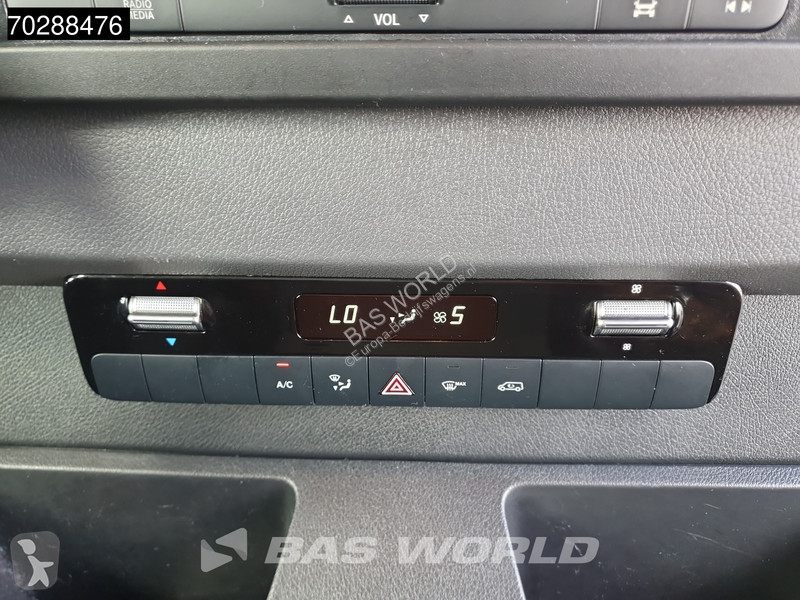 70288476
RADIO
MEDIA
VOL
BAS WORLD
©Europa-Bedrijfswagens.nl
LO 5
A/C
MAX
BAS WORLD